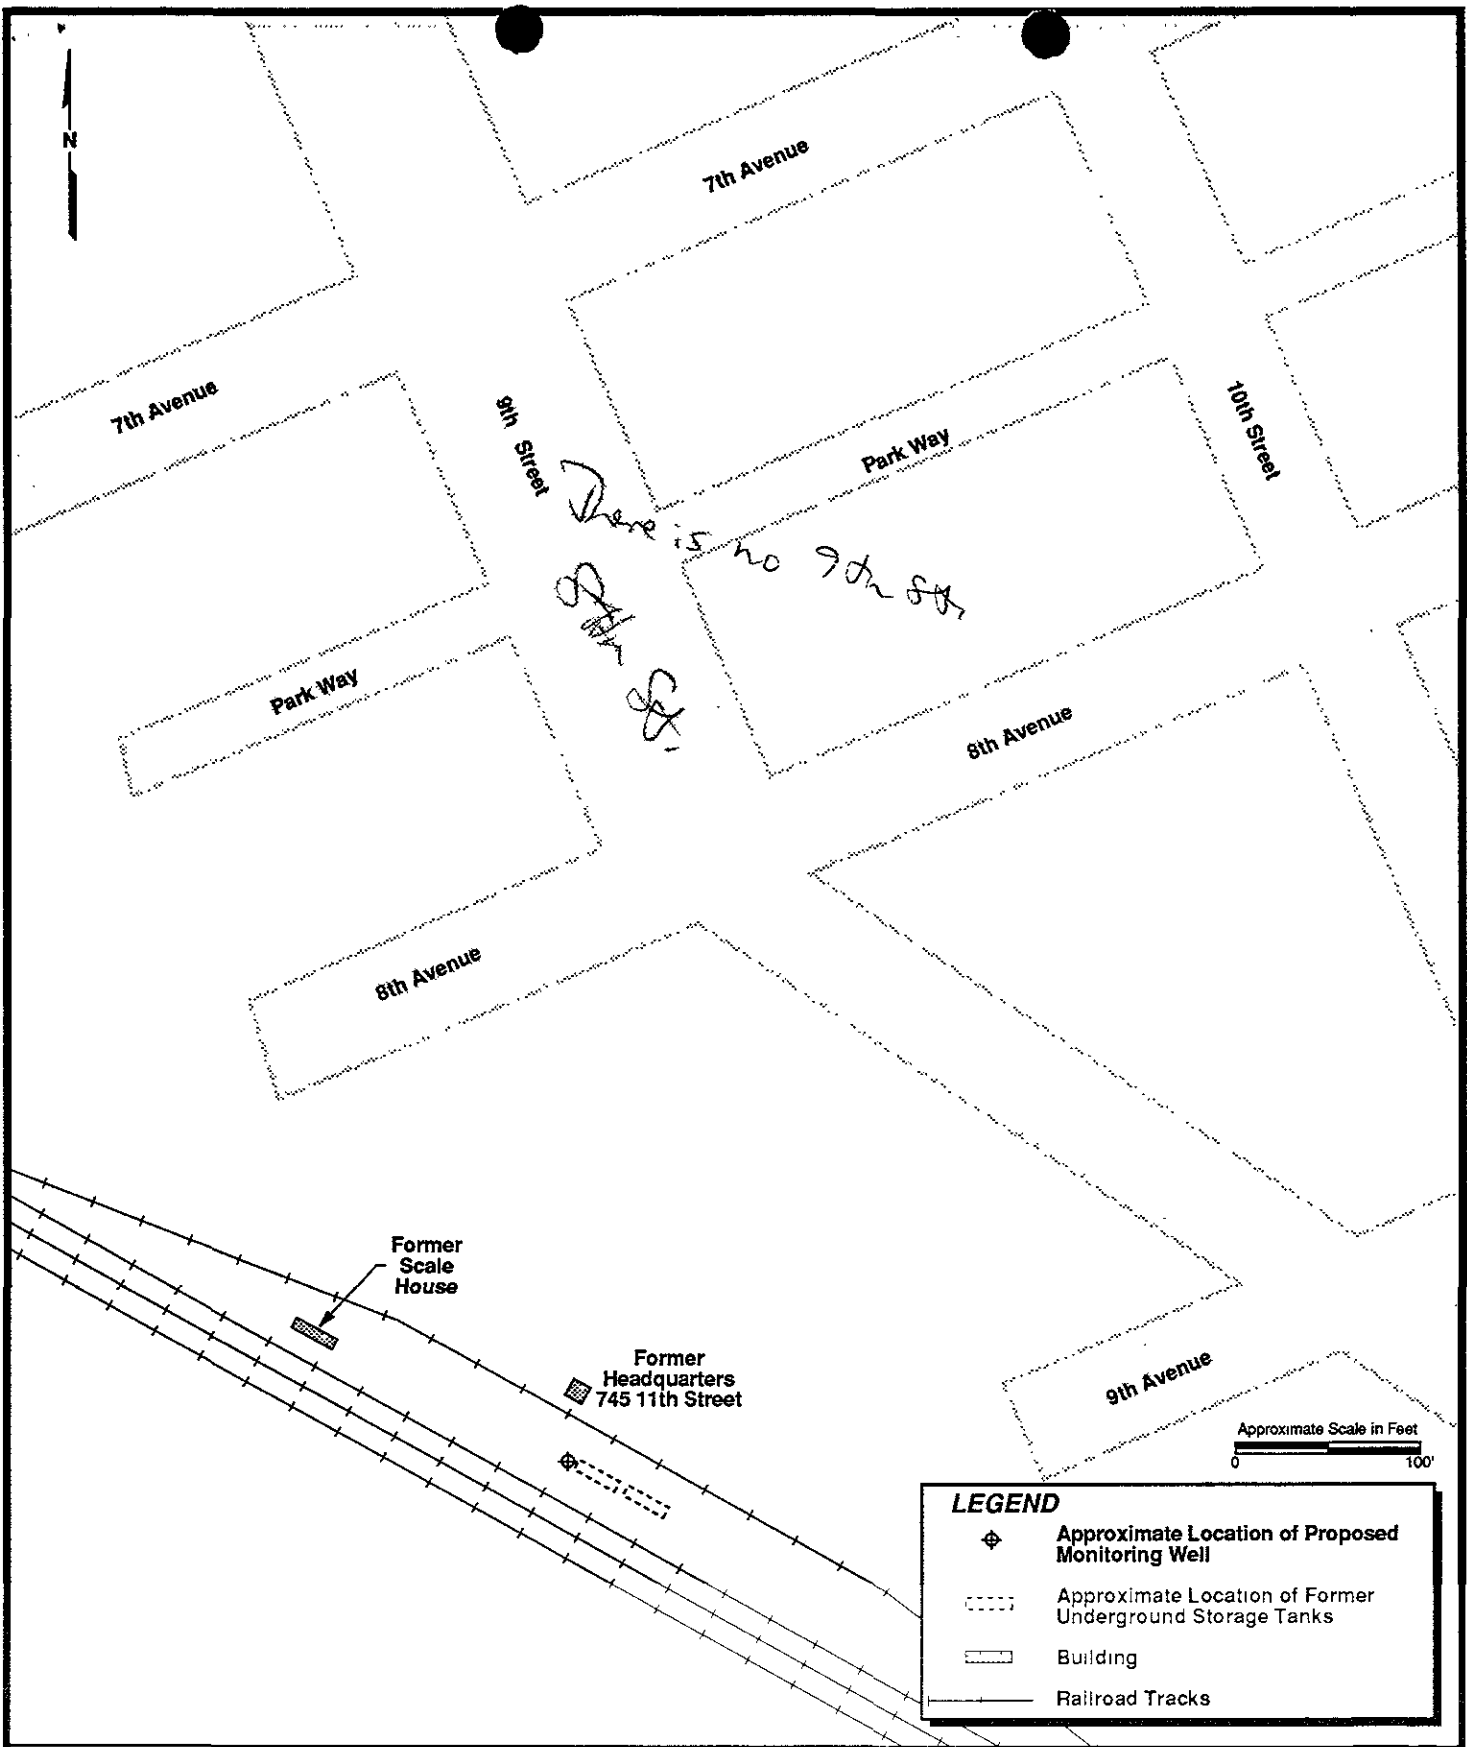 N
7th Avenue
7th Avenue
9th Street
10th Street
Park Way
There is no 9th St.
8th St.
Park Way
8th Avenue
8th Avenue
Former
Scale
House
Former
Headquarters
745 11th Street
9th Avenue
Approximate Scale in Feet
0 100'
LEGEND
Approximate Location of Proposed
Monitoring Well
Approximate Location of Former
Underground Storage Tanks
Building
Railroad Tracks